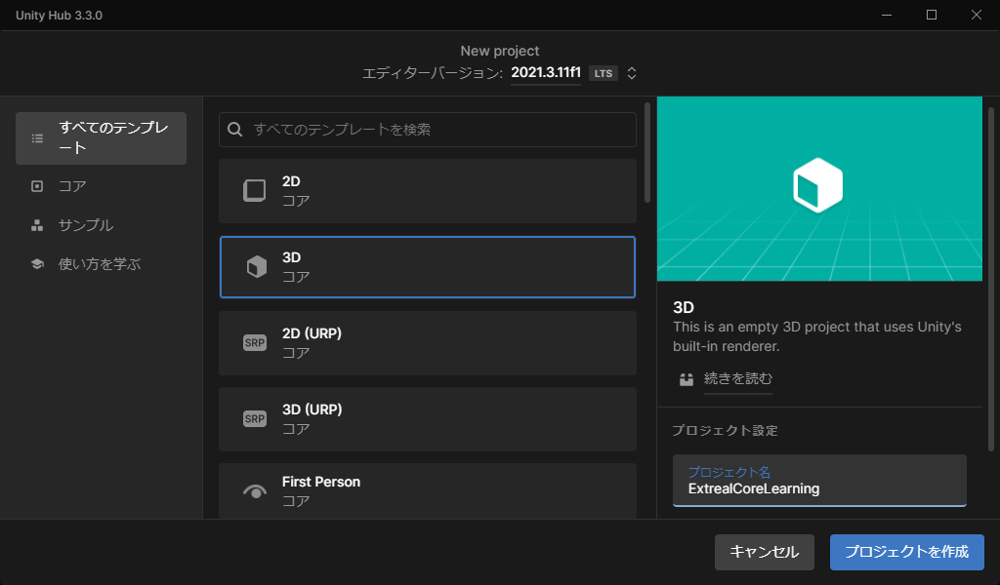 Unity Hub 3.3.0
New project
エディターバージョン: 2021.3.11f1 LTS
すべてのテンプレ
ート
コア
サンプル
使い方を学ぶ
すべてのテンプレートを検索
2D
コア
3D
コア
SRP
2D (URP)
コア
SRP
3D (URP)
コア
First Person
コア
3D
This is an empty 3D project that uses Unity's
built-in renderer.
続きを読む
プロジェクト設定
プロジェクト名
ExtrealCoreLearning
キャンセル
プロジェクトを作成